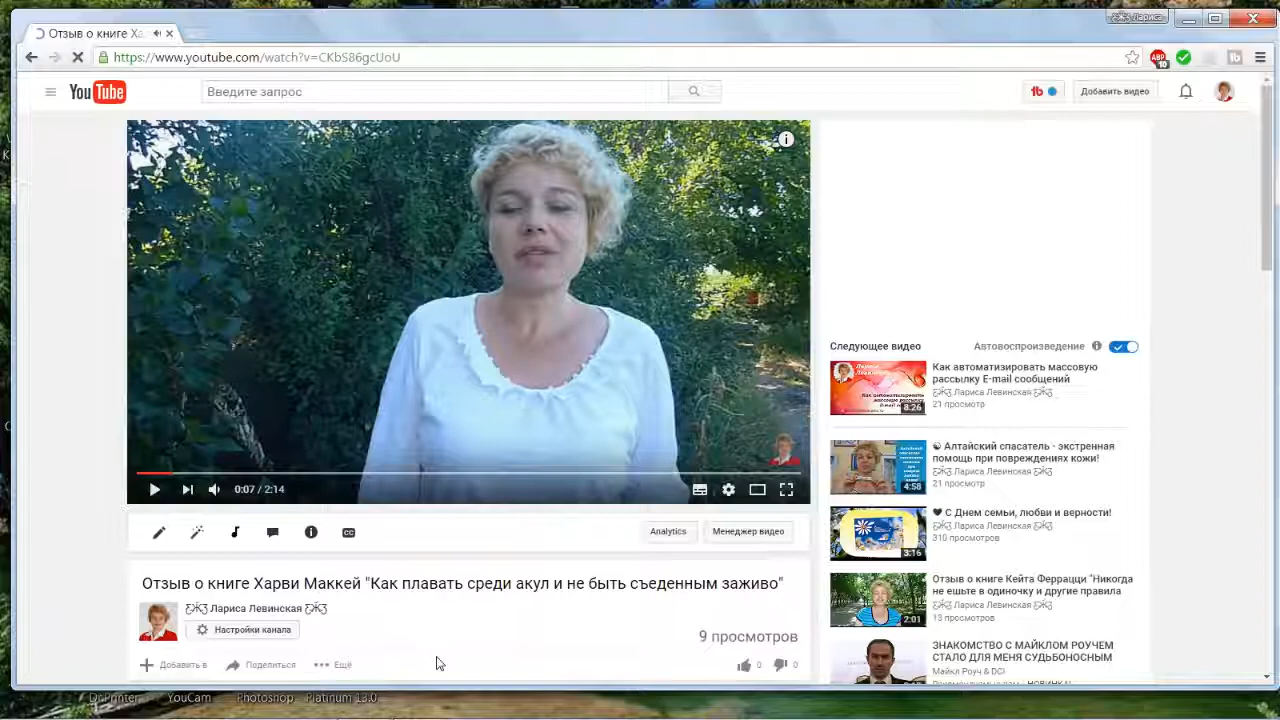 Лариса
Отзыв о книге Ха
https://www.youtube.com/watch?v=CKbS86gcUoU
ABP
10
YouTube
Введите запрос
Добавить видео
0:07 / 2:14
Analytics
Менеджер видео
Отзыв о книге Харви Маккей "Как плавать среди акул и не быть съеденным заживо"
Лариса Левинская
Настройки канала
9 просмотров
Добавить в
Поделиться
Ещё
0
0
Следующее видео
Автовоспроизведение
Как автоматизировать массовую
рассылку E-mail сообщений
Лариса Левинская
21 просмотр
8:26
Алтайский спасатель - экстренная
помощь при повреждениях кожи!
Лариса Левинская
21 просмотр
4:58
С Днем семьи, любви и верности!
Лариса Левинская
310 просмотров
3:16
Отзыв о книге Кейта Феррацци "Никогда
не ешьте в одиночку и другие правила
Лариса Левинская
13 просмотров
2:01
ЗНАКОМСТВО С МАЙКЛОМ РОУЧЕМ
СТАЛО ДЛЯ МЕНЯ СУДЬБОНОСНЫМ
Майкл Роуч & DCI
DrPrinter
YouCam
Photoshop
Platinum 13.0